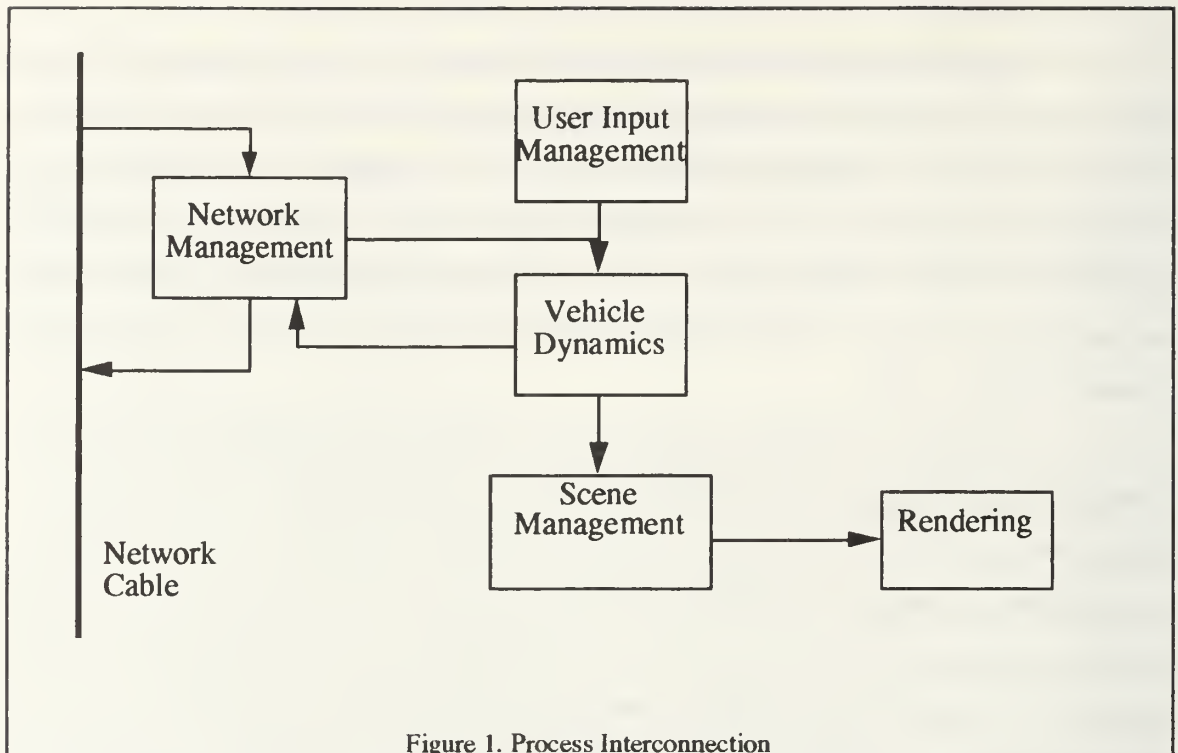 User Input
Management
Network
Management
Vehicle
Dynamics
Scene
Management
Rendering
Network
Cable
Figure 1. Process Interconnection